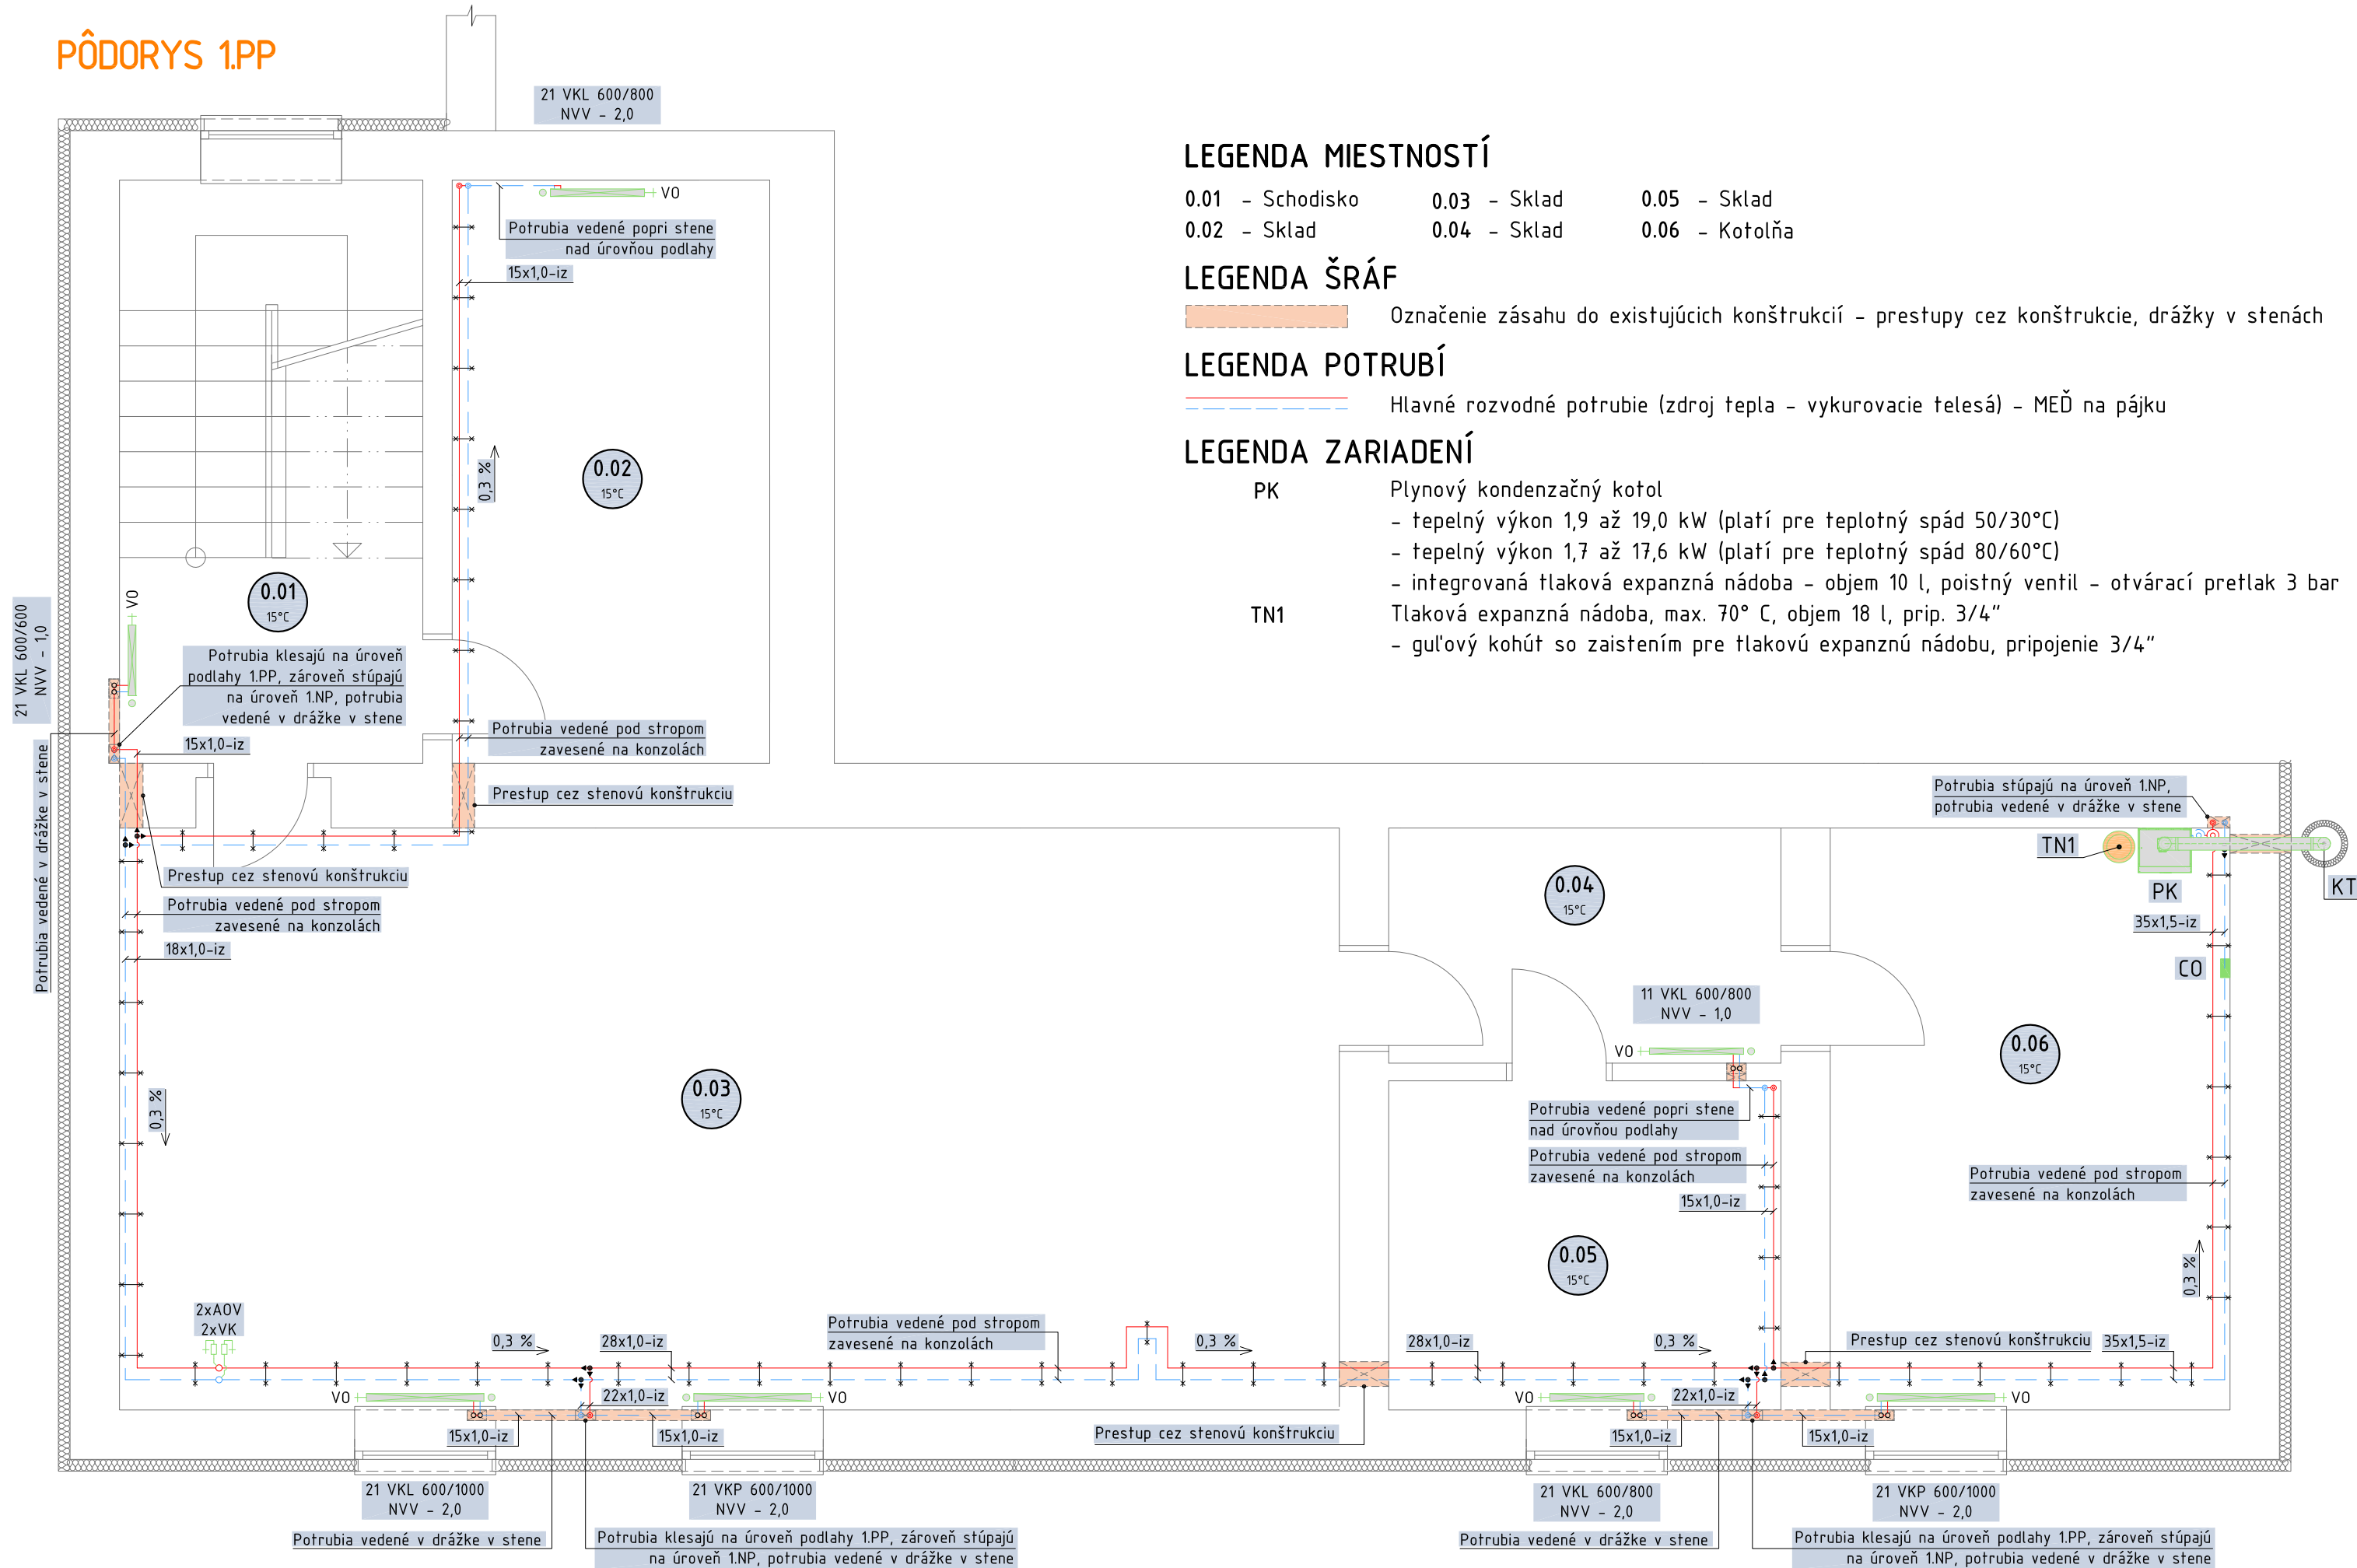 PÔDORYS 1.PP
21 VKL 600/800
NVV - 2,0
VO
Potrubia vedené popri stene
nad úrovňou podlahy
15x1,0-iz
0,3 %
0.02
15°C
0.01
15°C
VO
21 VKL 600/600
NVV - 1,0
Potrubia klesajú na úroveň
podlahy 1.PP, zároveň stúpajú
na úroveň 1.NP, potrubia
vedené v drážke v stene
15x1,0-iz
Potrubia vedené v drážke v stene
Potrubia vedené pod stropom
zavesené na konzolách
Prestup cez stenovú konštrukciu
Prestup cez stenovú konštrukciu
Potrubia vedené pod stropom
zavesené na konzolách
18x1,0-iz
0,3 %
0.03
15°C
LEGENDA MIESTNOSTÍ
0.01 - Schodisko
0.03 - Sklad
0.05 - Sklad
0.02 - Sklad
0.04 - Sklad
0.06 - Kotolňa
LEGENDA ŠRÁF
Označenie zásahu do existujúcich konštrukcií - prestupy cez konštrukcie, drážky v stenách
LEGENDA POTRUBÍ
Hlavné rozvodné potrubie (zdroj tepla - vykurovacie telesá) - MEĎ na pájku
LEGENDA ZARIADENÍ
PK
Plynový kondenzačný kotol
- tepelný výkon 1,9 až 19,0 kW (platí pre teplotný spád 50/30°C)
- tepelný výkon 1,7 až 17,6 kW (platí pre teplotný spád 80/60°C)
- integrovaná tlaková expanzná nádoba - objem 10 l, poistný ventil - otvárací pretlak 3 bar
TN1
Tlaková expanzná nádoba, max. 70° C, objem 18 l, prip. 3/4"
- guľový kohút so zaistením pre tlakovú expanznú nádobu, pripojenie 3/4"
Potrubia stúpajú na úroveň 1.NP,
potrubia vedené v drážke v stene
TN1
PK
KT
35x1,5-iz
CO
0.04
15°C
11 VKL 600/800
NVV - 1,0
VO
0.06
15°C
Potrubia vedené popri stene
nad úrovňou podlahy
Potrubia vedené pod stropom
zavesené na konzolách
15x1,0-iz
Potrubia vedené pod stropom
zavesené na konzolách
0.05
15°C
0,3 %
2xAOV
2xVK
0,3 %
28x1,0-iz
Potrubia vedené pod stropom
zavesené na konzolách
0,3 %
28x1,0-iz
0,3 %
Prestup cez stenovú konštrukciu
35x1,5-iz
VO
22x1,0-iz
VO
VO
22x1,0-iz
VO
15x1,0-iz
15x1,0-iz
Prestup cez stenovú konštrukciu
15x1,0-iz
15x1,0-iz
21 VKL 600/1000
NVV - 2,0
21 VKP 600/1000
NVV - 2,0
21 VKL 600/800
NVV - 2,0
21 VKP 600/1000
NVV - 2,0
Potrubia vedené v drážke v stene
Potrubia klesajú na úroveň podlahy 1.PP, zároveň stúpajú
na úroveň 1.NP, potrubia vedené v drážke v stene
Potrubia vedené v drážke v stene
Potrubia klesajú na úroveň podlahy 1.PP, zároveň stúpajú
na úroveň 1.NP, potrubia vedené v drážke v stene